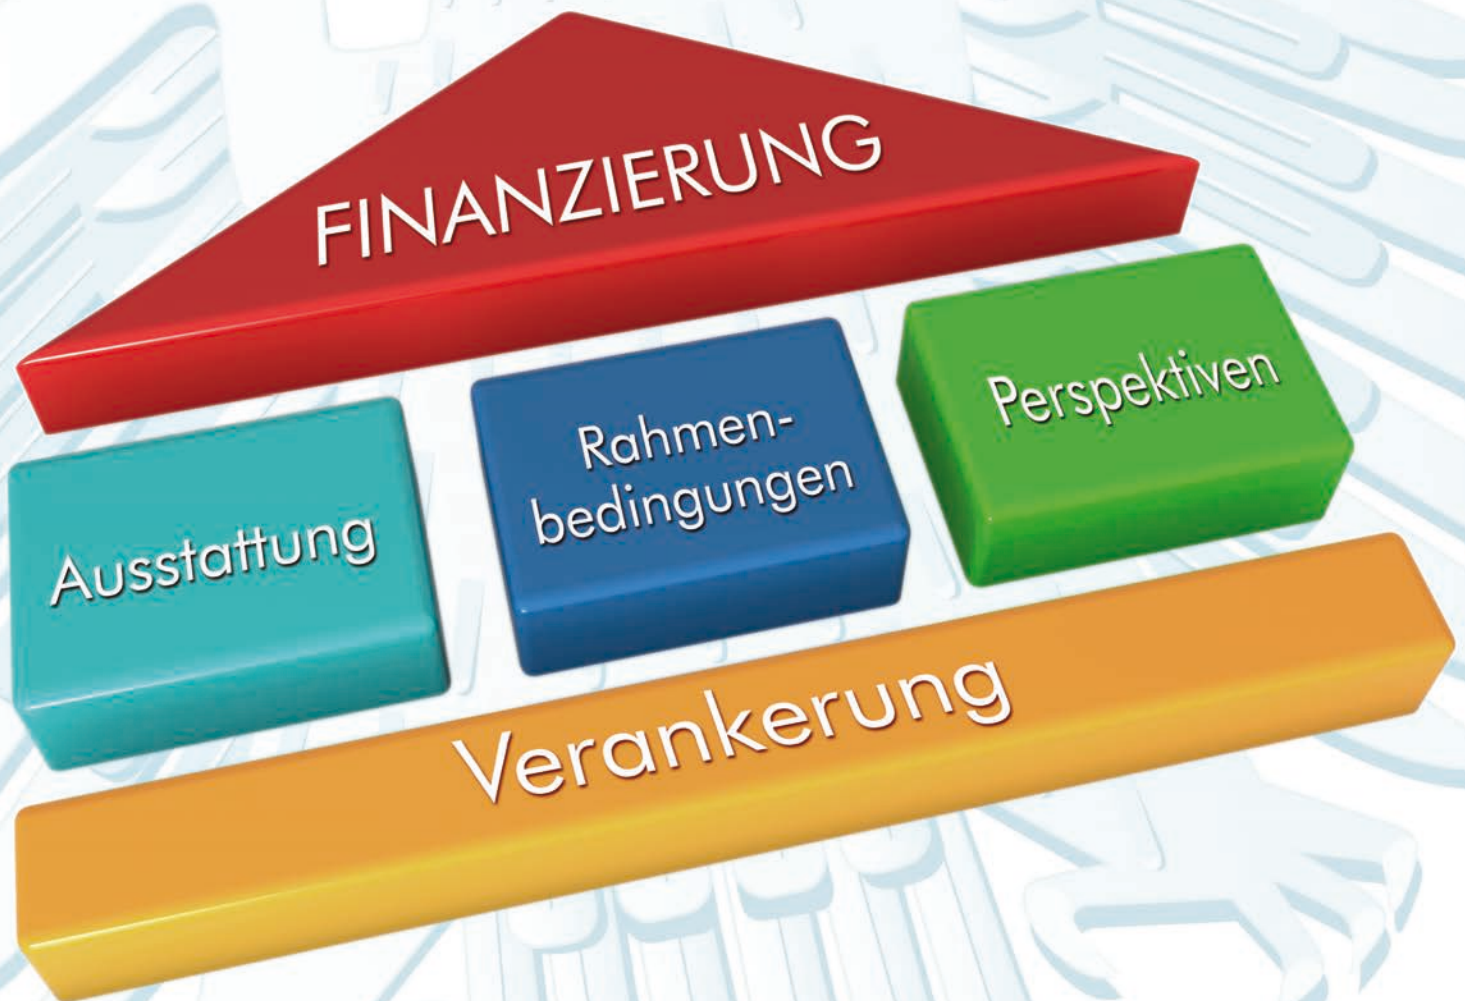 FINANZIERUNG
Ausstattung
Rahmen-
bedingungen
Perspektiven
Verankerung